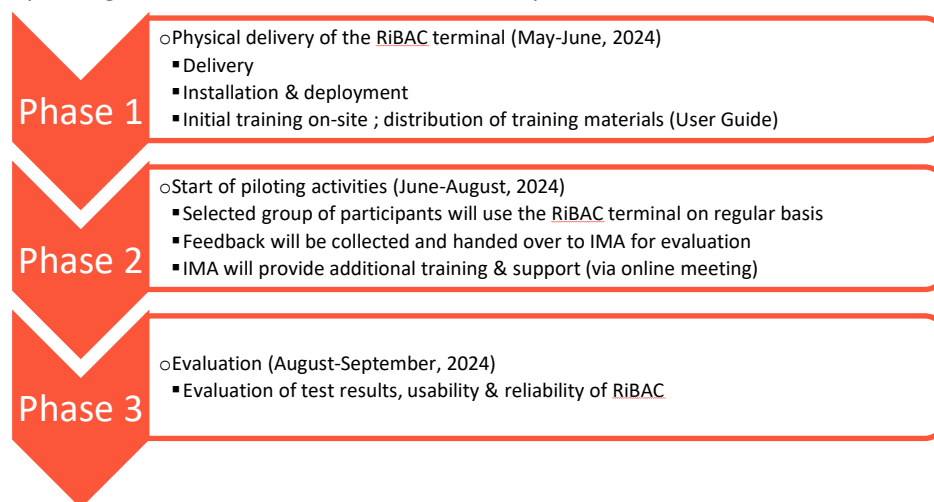 Phase 1
oPhysical delivery of the RiBAC terminal (May-June, 2024)
▪Delivery
▪Installation & deployment
▪Initial training on-site ; distribution of training materials (User Guide)
Phase 2
oStart of piloting activities (June-August, 2024)
▪Selected group of participants will use the RiBAC terminal on regular basis
▪Feedback will be collected and handed over to IMA for evaluation
▪IMA will provide additional training & support (via online meeting)
Phase 3
oEvaluation (August-September, 2024)
▪Evaluation of test results, usability & reliability of RiBAC